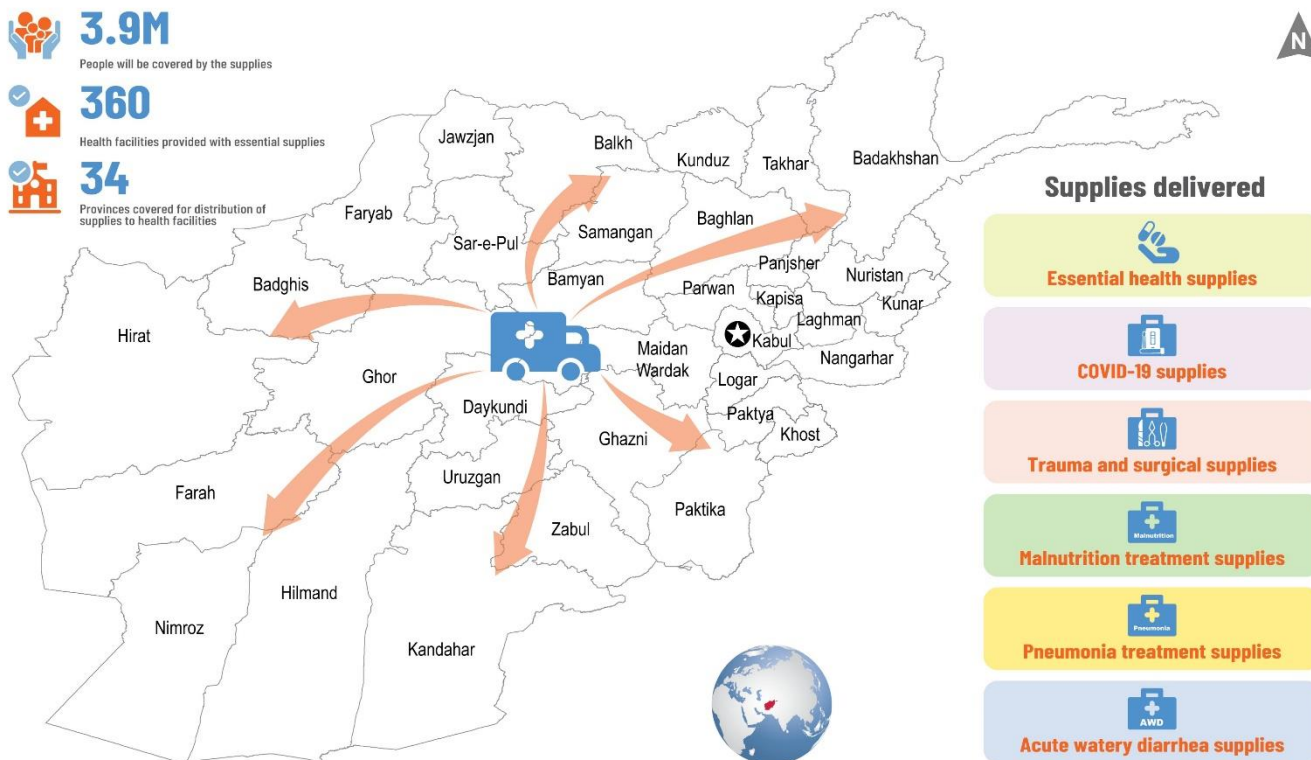 3.9M
People will be covered by the supplies
360
Health facilities provided with essential supplies
34
Provinces covered for distribution of
supplies to health facilities
N
Jawzjan
Balkh
Kunduz
Takhar
Badakhshan
Faryab
Sar-e-Pul
Samangan
Baghlan
Badghis
Bamyan
Panjsher
Nuristan
Parwan
Kapisa
Kunar
Laghman
Hirat
Kabul
Maidan
Wardak
Nangarhar
Ghor
Logar
Daykundi
Paktya
Ghazni
Khost
Uruzgan
Farah
Zabul
Paktika
Hilmand
Nimroz
Kandahar
Supplies delivered
Essential health supplies
COVID-19 supplies
Trauma and surgical supplies
Malnutrition
Malnutrition treatment supplies
Pneumonia
Pneumonia treatment supplies
AWD
Acute watery diarrhea supplies